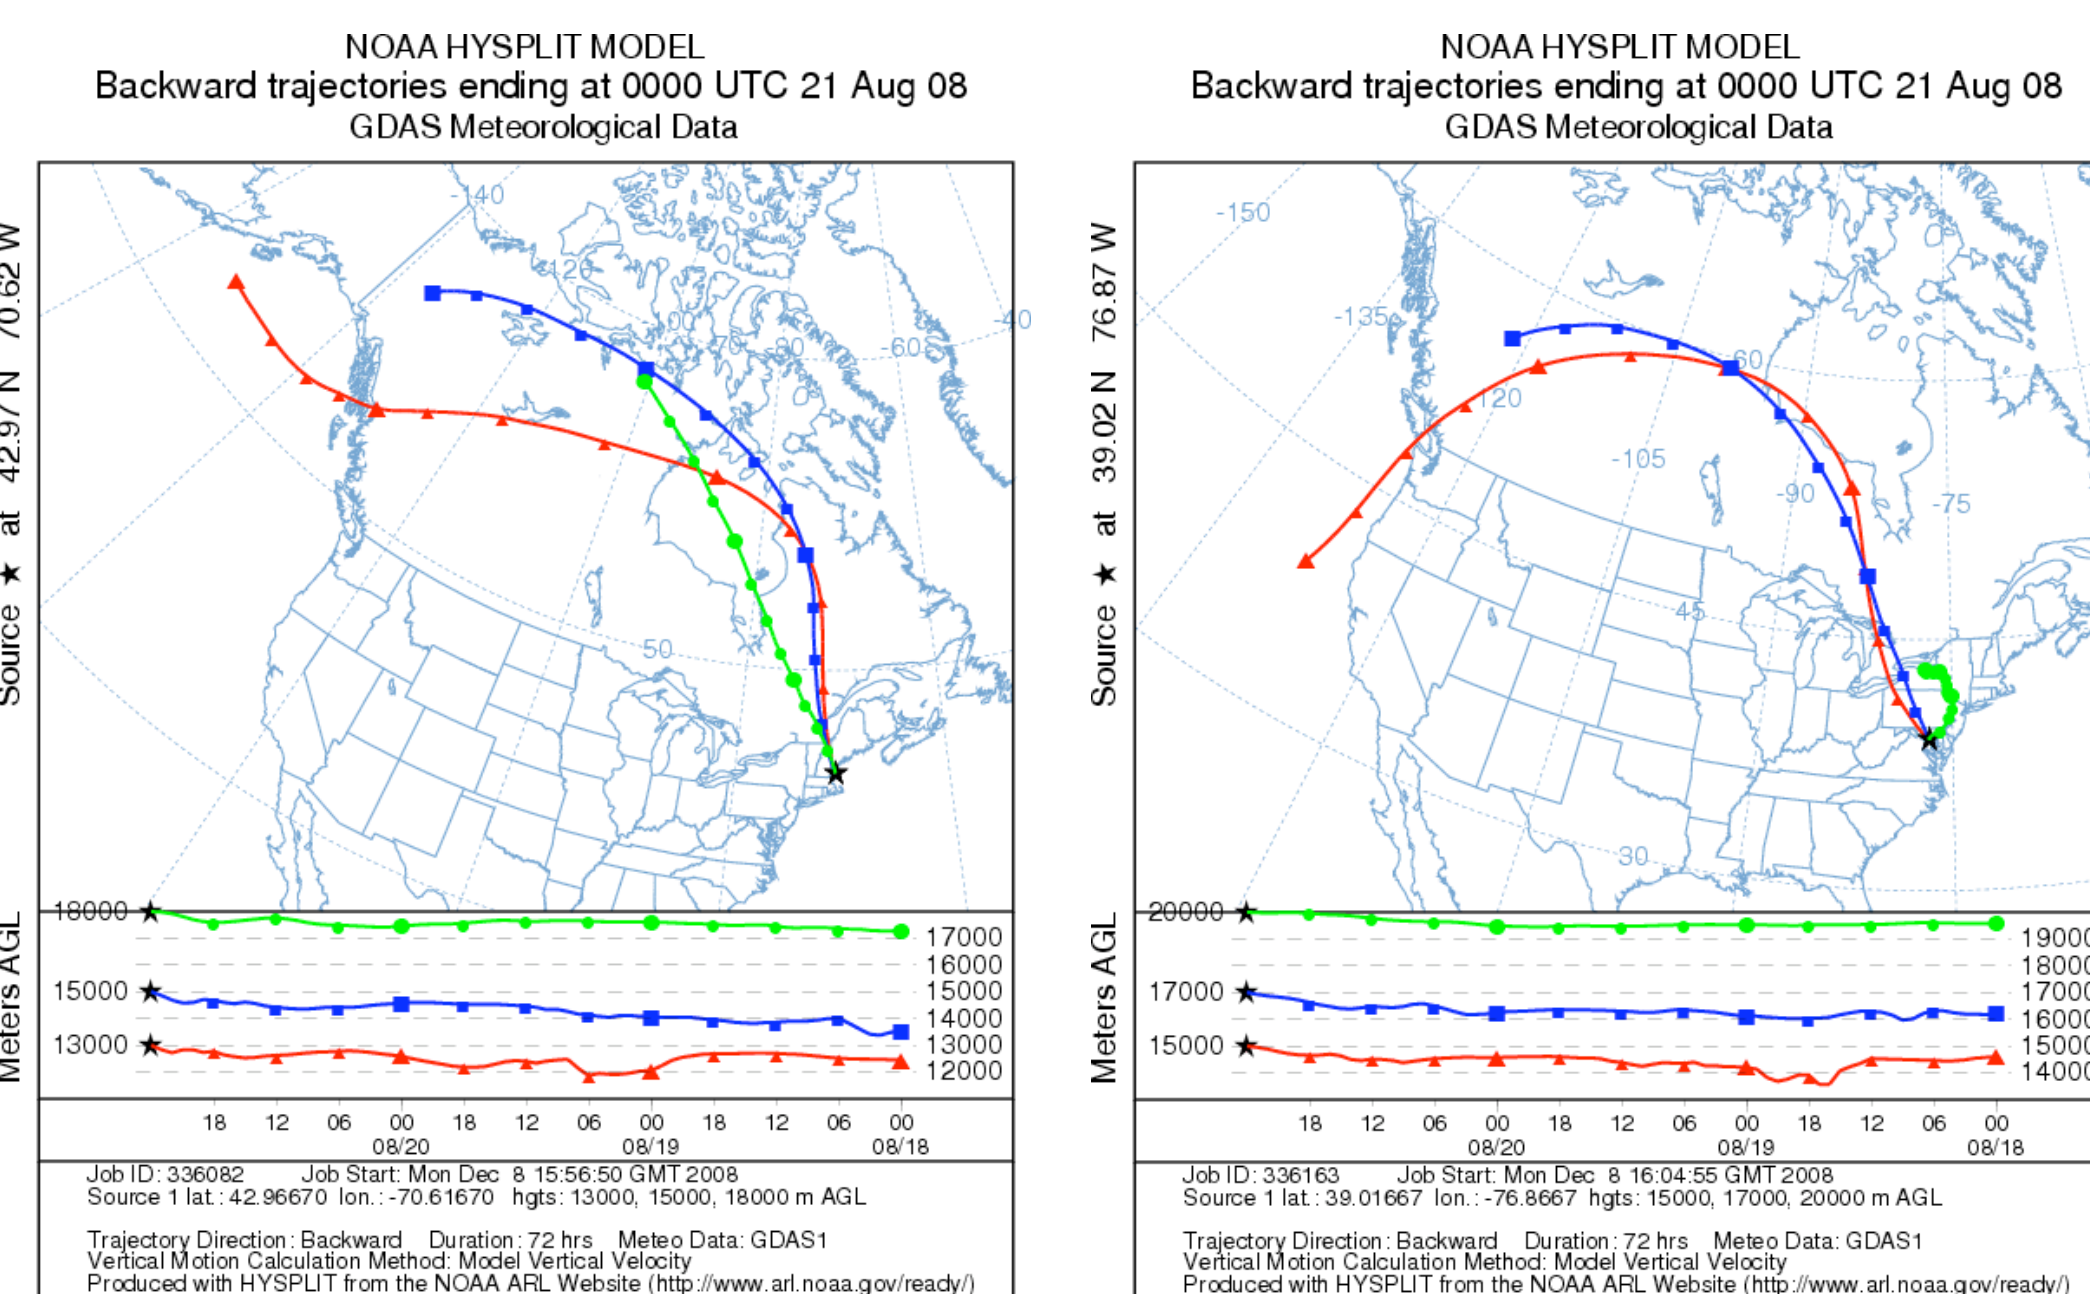 NOAA HYSPLIT MODEL
Backward trajectories ending at 0000 UTC 21 Aug 08
GDAS Meteorological Data
Source ★ at 42.97 N 70.62 W
-140
-120
-100
-70
-80
-60
-40
50
Meters AGL
18000
15000
13000
17000
16000
15000
14000
13000
12000
18 12 06 00 18 12 06 00 18 12 06 00
08/20 08/19 08/18
Job ID: 336082 Job Start: Mon Dec 8 15:56:50 GMT 2008
Source 1 lat.: 42.96670 lon.: -70.61670 hgts: 13000, 15000, 18000 m AGL
Trajectory Direction: Backward Duration: 72 hrs Meteo Data: GDAS1
Vertical Motion Calculation Method: Model Vertical Velocity
Produced with HYSPLIT from the NOAA ARL Website (http://www.arl.noaa.gov/ready/)
NOAA HYSPLIT MODEL
Backward trajectories ending at 0000 UTC 21 Aug 08
GDAS Meteorological Data
Source ★ at 39.02 N 76.87 W
-150
-135
60
120
-105
-90
-75
45
30
Meters AGL
20000
17000
15000
19000
18000
17000
16000
15000
14000
18 12 06 00 18 12 06 00 18 12 06 00
08/20 08/19 08/18
Job ID: 336163 Job Start: Mon Dec 8 16:04:55 GMT 2008
Source 1 lat.: 39.01667 lon.: -76.8667 hgts: 15000, 17000, 20000 m AGL
Trajectory Direction: Backward Duration: 72 hrs Meteo Data: GDAS1
Vertical Motion Calculation Method: Model Vertical Velocity
Produced with HYSPLIT from the NOAA ARL Website (http://www.arl.noaa.gov/ready/)